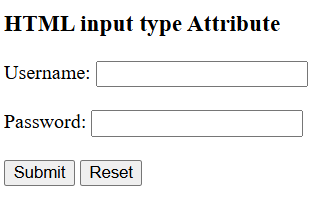 HTML input type Attribute
Username:
Password:
Submit Reset